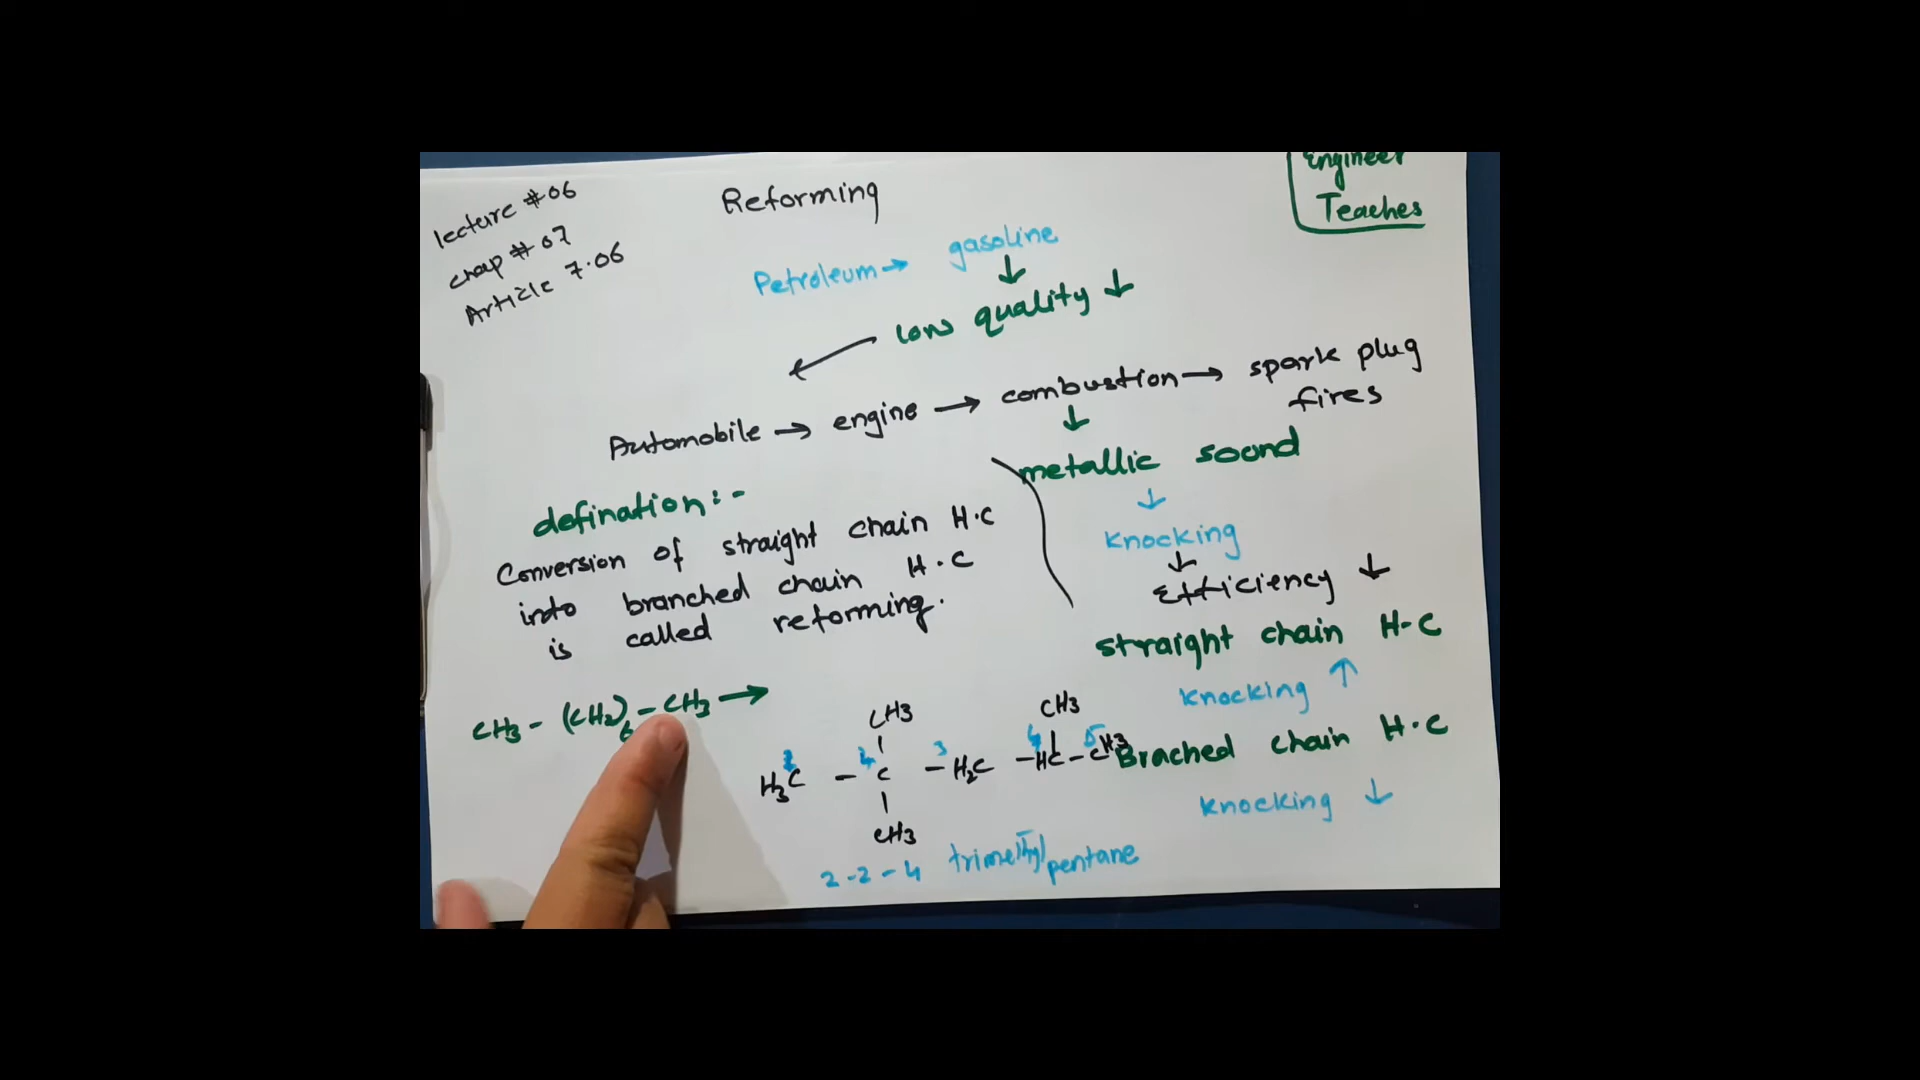 lecture #06
chap # 07
Article 7.06
Reforming
Engineer
Teaches
Petroleum → gasoline
↓
low quality ↓
Automobile → engine → combustion → spark plug
fires
↓
metallic sound
↓
knocking
↓
Efficiency ↓
defination:-
Conversion of straight chain H.C
into branched chain H.C
is called reforming.
straight chain H-C
knocking ↑
Brached chain H.C
knocking ↓
CH3 - (CH2)6 - CH3 →
CH3 CH3
H3C - C - H2C - HC - CH3
CH3
2-2-4 trimethyl pentane